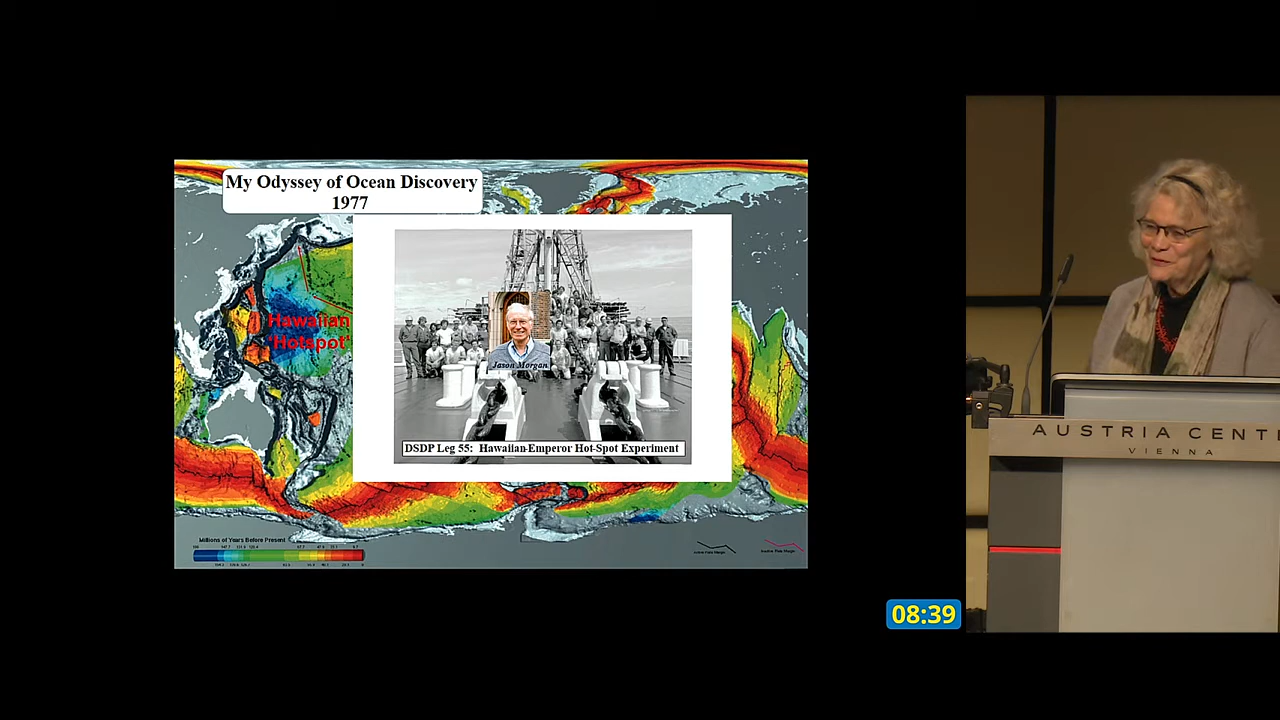 My Odyssey of Ocean Discovery
1977
Hawaiian
'Hotspot'
Jason Morgan
DSDP Leg 55: Hawaiian-Emperor Hot-Spot Experiment
Millions of Years Before Present
08:39
AUSTRIA CENT
VIENNA